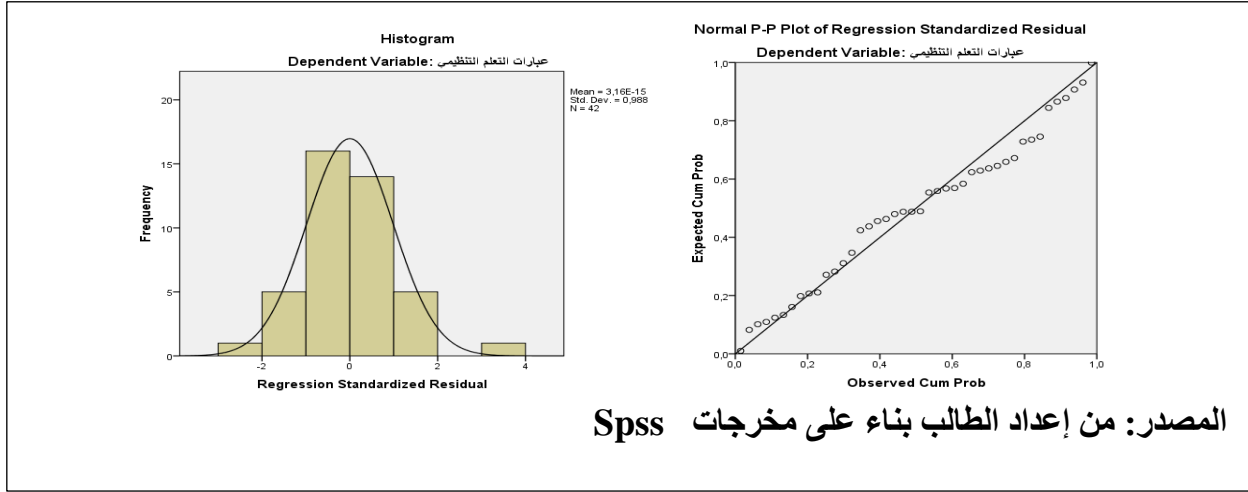 Histogram
Dependent Variable: عبارات التعلم التنظيمي
Mean = 3,16E-15
Std. Dev. = 0,988
N = 42
20
15
10
5
0
Frequency
-2 0 2 4
Regression Standardized Residual
Normal P-P Plot of Regression Standardized Residual
Dependent Variable: عبارات التعلم التنظيمي
1,0
0,8
0,6
0,4
0,2
0,0
Expected Cum Prob
0,0 0,2 0,4 0,6 0,8 1,0
Observed Cum Prob
المصدر: من إعداد الطالب بناء على مخرجات Spss